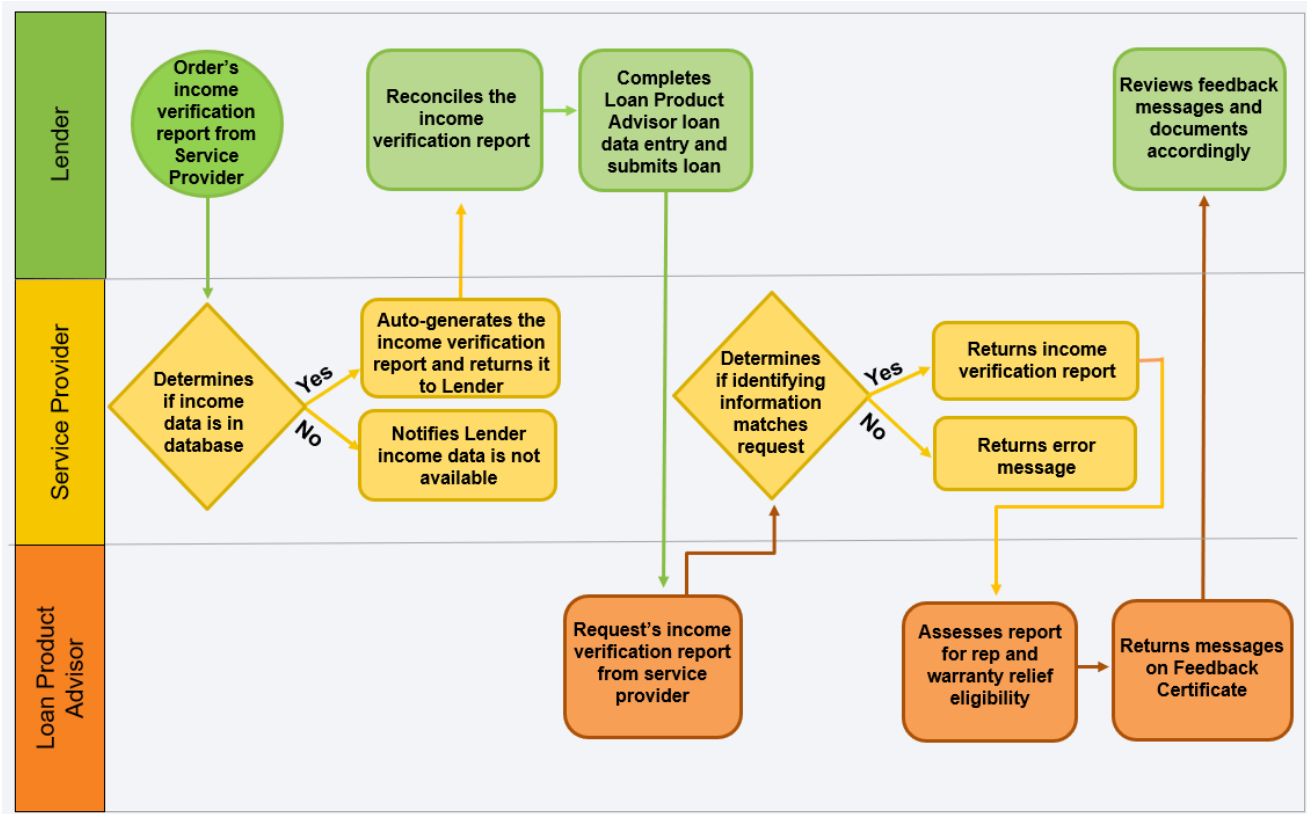 Lender
Order's
income
verification
report from
Service
Provider
Reconciles the
income
verification report
Completes
Loan Product
Advisor loan
data entry and
submits loan
Reviews feedback
messages and
documents
accordingly
Service Provider
Determines
if income
data is in
database
Yes
No
Auto-generates the
income verification
report and returns it
to Lender
Notifies Lender
income data is not
available
Determines
if identifying
information
matches
request
Yes
No
Returns income
verification report
Returns error
message
Loan Product
Advisor
Request's income
verification report
from service
provider
Assesses report
for rep and
warranty relief
eligibility
Returns messages
on Feedback
Certificate